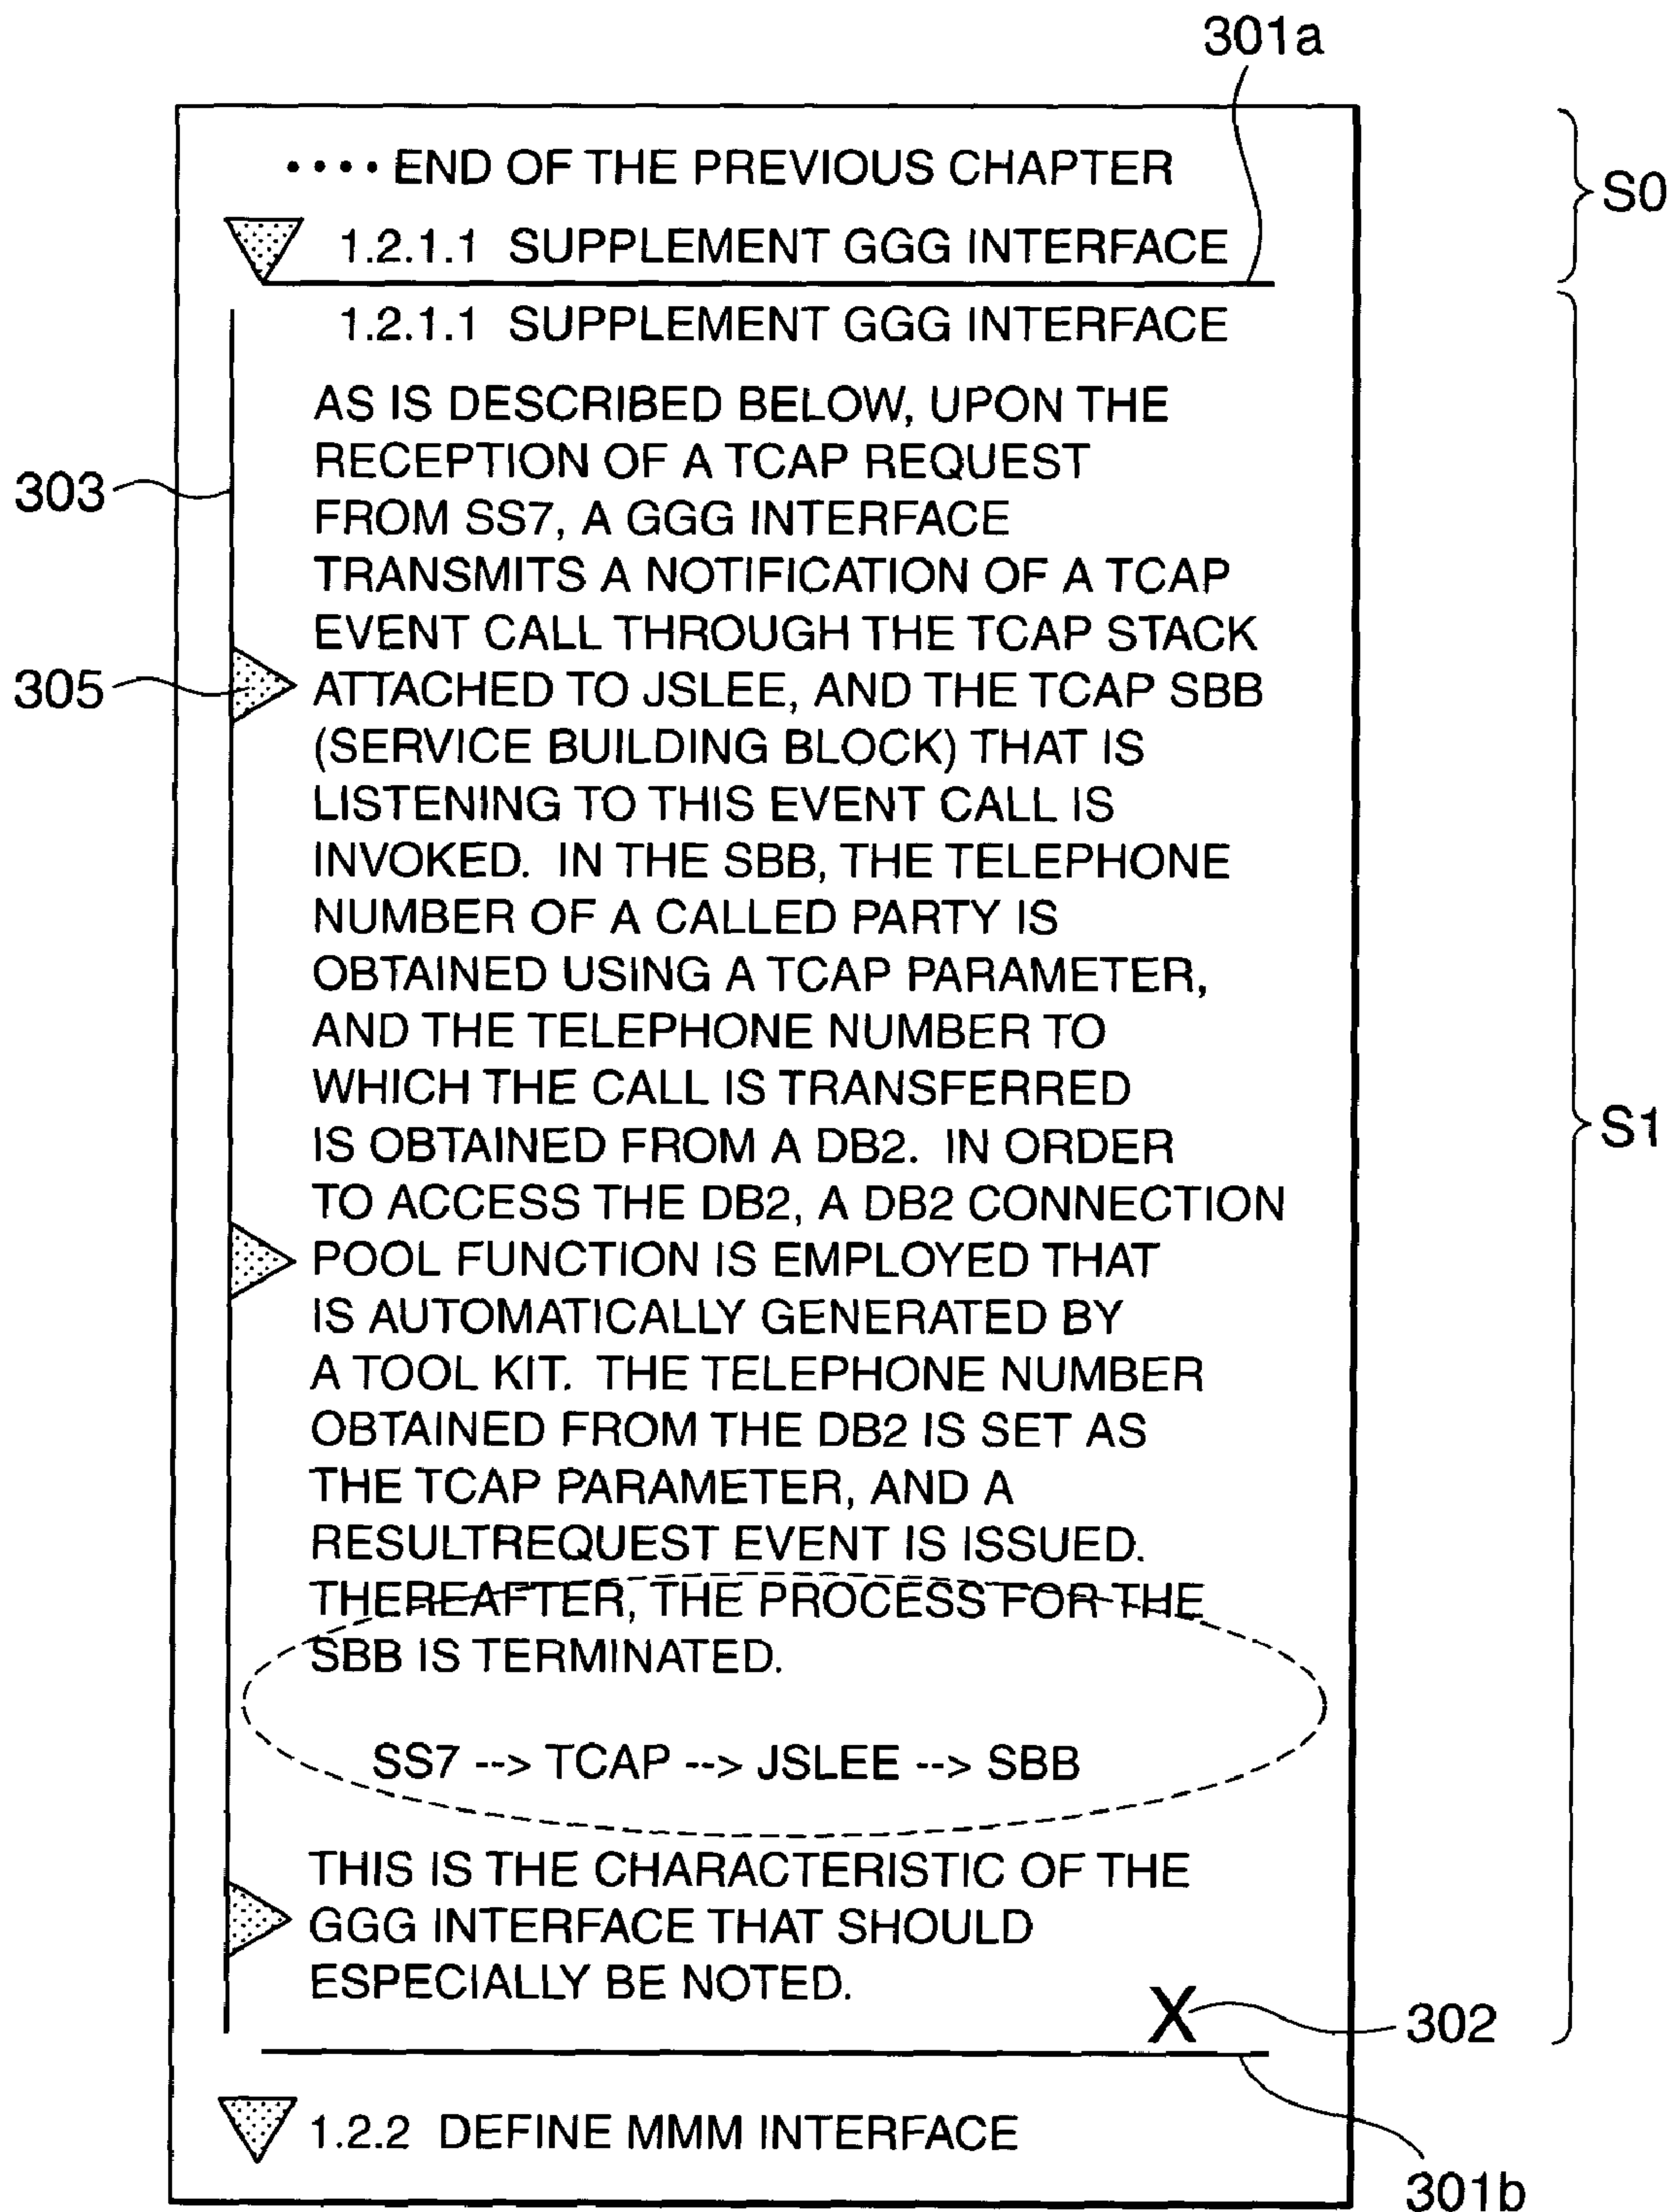 301a
···· END OF THE PREVIOUS CHAPTER
S0
1.2.1.1 SUPPLEMENT GGG INTERFACE
1.2.1.1 SUPPLEMENT GGG INTERFACE
AS IS DESCRIBED BELOW, UPON THE
RECEPTION OF A TCAP REQUEST
303
FROM SS7, A GGG INTERFACE
TRANSMITS A NOTIFICATION OF A TCAP
EVENT CALL THROUGH THE TCAP STACK
305
ATTACHED TO JSLEE, AND THE TCAP SBB
(SERVICE BUILDING BLOCK) THAT IS
LISTENING TO THIS EVENT CALL IS
INVOKED. IN THE SBB, THE TELEPHONE
NUMBER OF A CALLED PARTY IS
OBTAINED USING A TCAP PARAMETER,
AND THE TELEPHONE NUMBER TO
WHICH THE CALL IS TRANSFERRED
S1
IS OBTAINED FROM A DB2. IN ORDER
TO ACCESS THE DB2, A DB2 CONNECTION
POOL FUNCTION IS EMPLOYED THAT
IS AUTOMATICALLY GENERATED BY
A TOOL KIT. THE TELEPHONE NUMBER
OBTAINED FROM THE DB2 IS SET AS
THE TCAP PARAMETER, AND A
RESULTREQUEST EVENT IS ISSUED.
THEREAFTER, THE PROCESS FOR THE
SBB IS TERMINATED.
SS7 --> TCAP --> JSLEE --> SBB
THIS IS THE CHARACTERISTIC OF THE
GGG INTERFACE THAT SHOULD
ESPECIALLY BE NOTED.
X
302
1.2.2 DEFINE MMM INTERFACE
301b